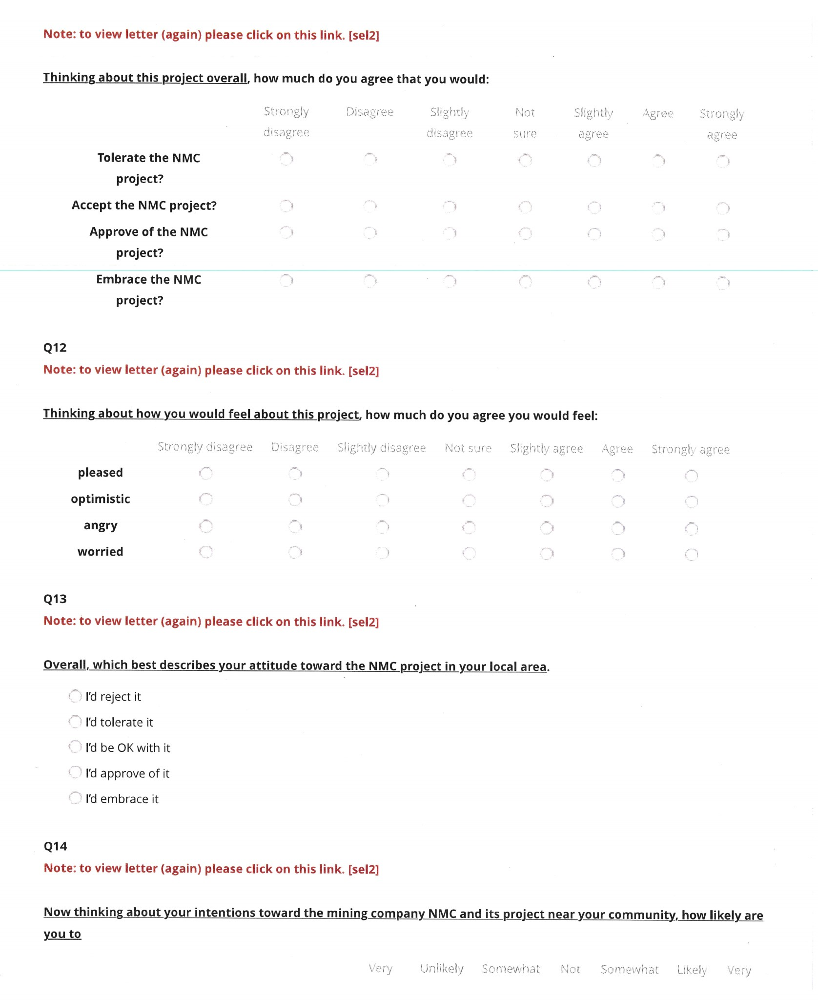 Note: to view letter (again) please click on this link. [sel2]
Thinking about this project overall, how much do you agree that you would:
Strongly Disagree Slightly Not Slightly Agree Strongly
disagree disagree sure agree agree
Tolerate the NMC
project?
Accept the NMC project?
Approve of the NMC
project?
Embrace the NMC
project?
Q12
Note: to view letter (again) please click on this link. [sel2]
Thinking about how you would feel about this project, how much do you agree you would feel:
Strongly disagree Disagree Slightly disagree Not sure Slightly agree Agree Strongly agree
pleased
optimistic
angry
worried
Q13
Note: to view letter (again) please click on this link. [sel2]
Overall, which best describes your attitude toward the NMC project in your local area.
I'd reject it
I'd tolerate it
I'd be OK with it
I'd approve of it
I'd embrace it
Q14
Note: to view letter (again) please click on this link. [sel2]
Now thinking about your intentions toward the mining company NMC and its project near your community, how likely are
you to
Very Unlikely Somewhat Not Somewhat Likely Very